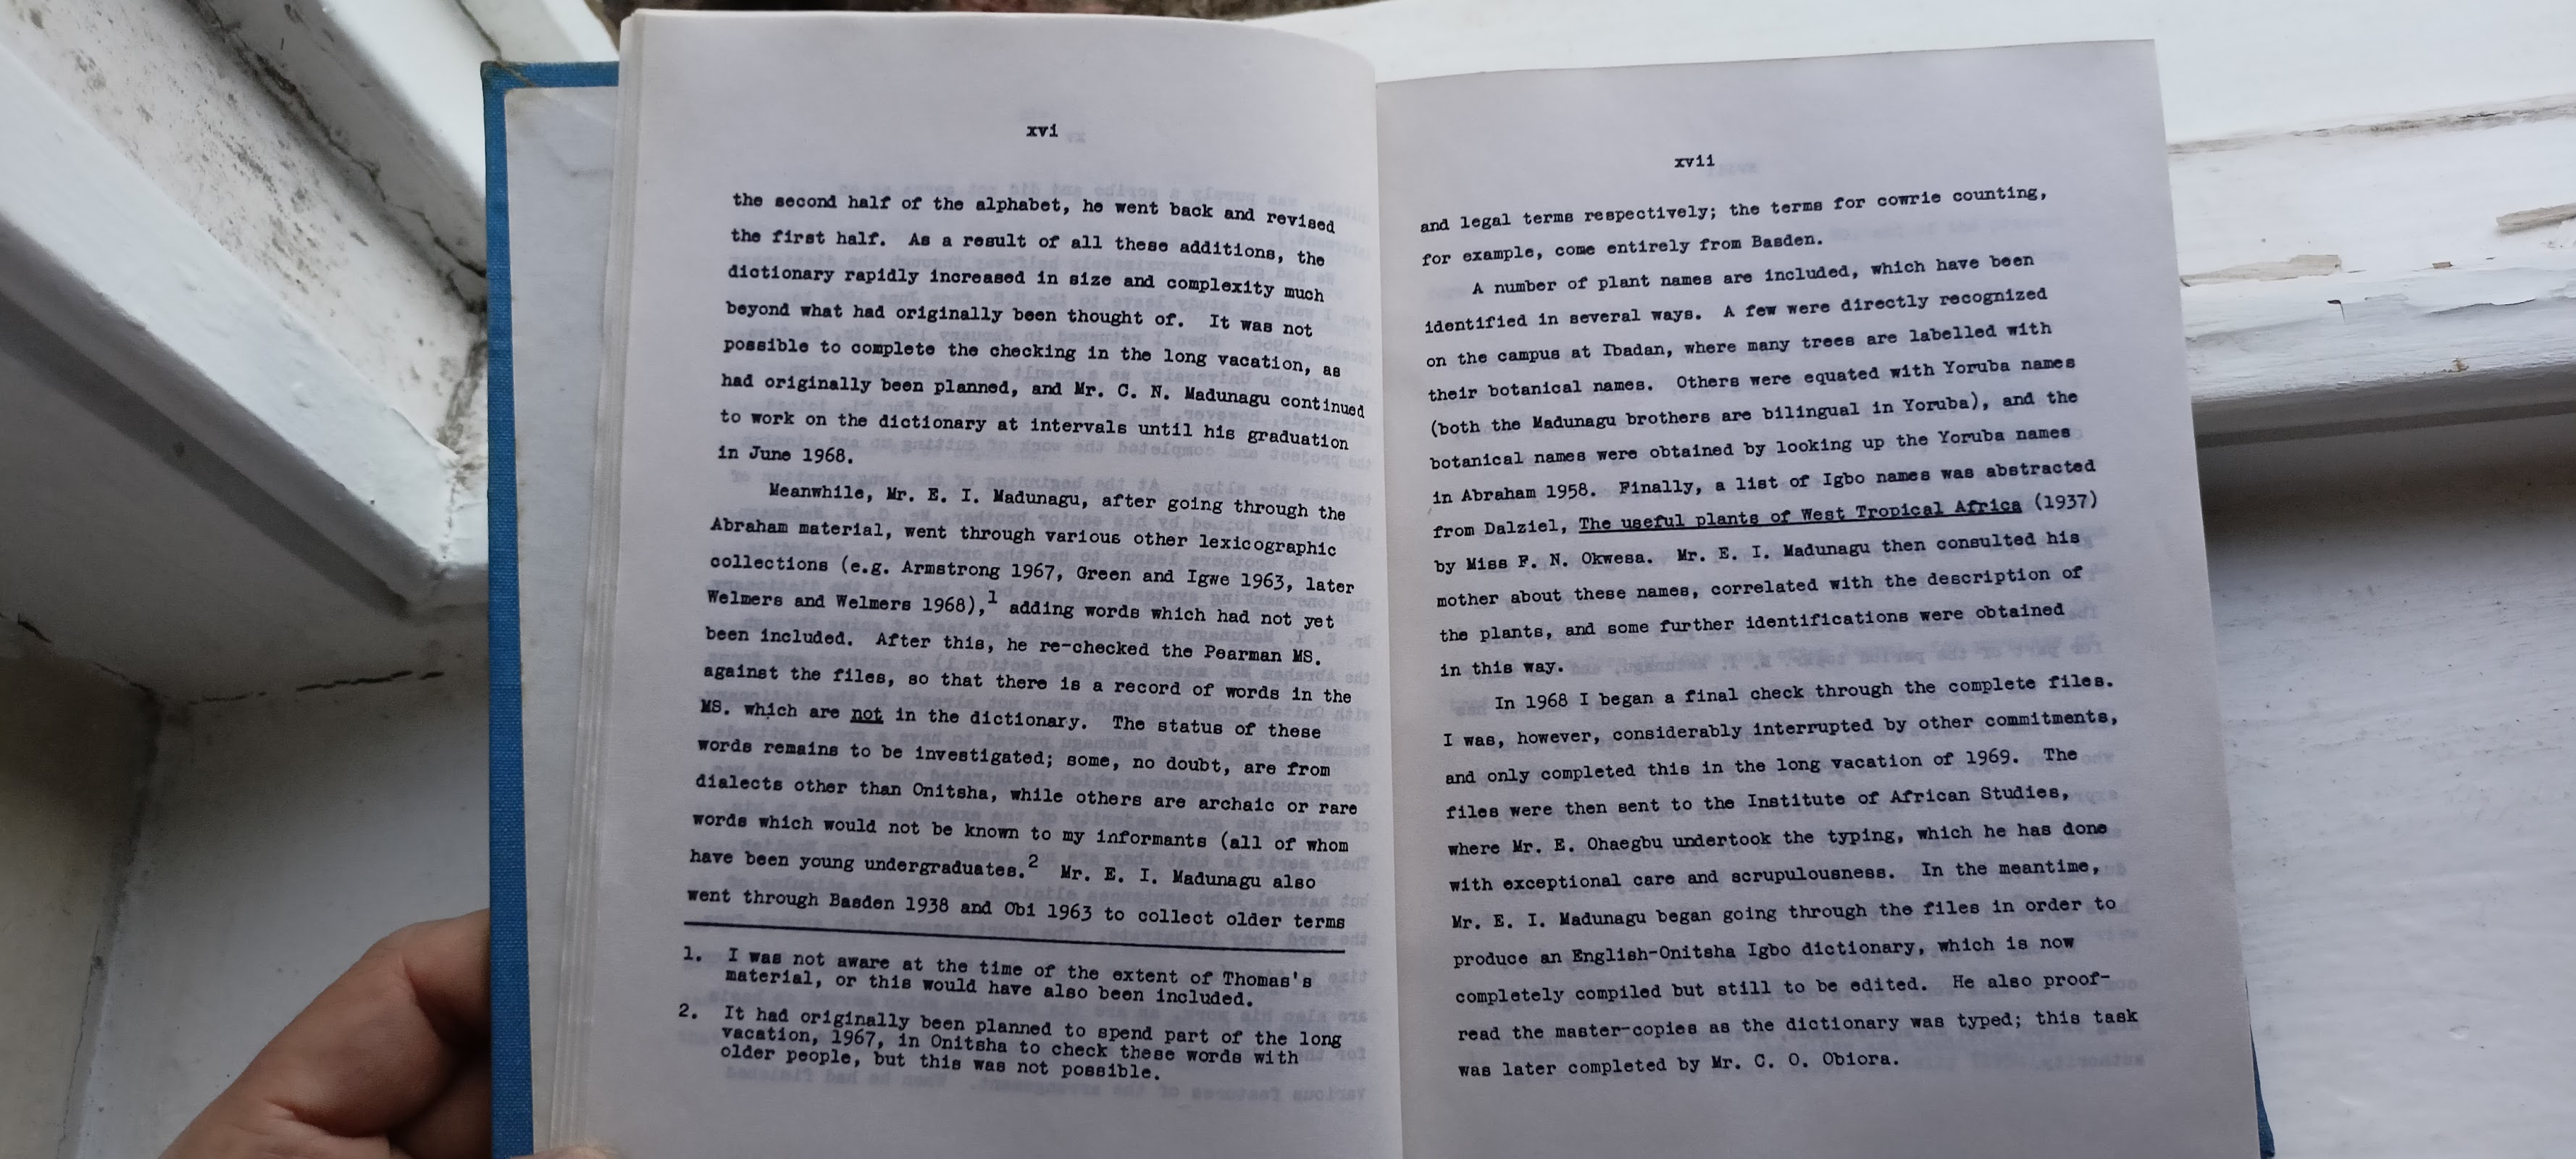 xvi
the second half of the alphabet, he went back and revised
the first half. As a result of all these additions, the
dictionary rapidly increased in size and complexity much
beyond what had originally been thought of. It was not
possible to complete the checking in the long vacation, as
had originally been planned, and Mr. C. N. Madunagu continued
to work on the dictionary at intervals until his graduation
in June 1968.
Meanwhile, Mr. E. I. Madunagu, after going through the
Abraham material, went through various other lexicographic
collections (e.g. Armstrong 1967, Green and Igwe 1963, later
Welmers and Welmers 1968),1 adding words which had not yet
been included. After this, he re-checked the Pearman MS.
against the files, so that there is a record of words in the
MS. which are not in the dictionary. The status of these
words remains to be investigated; some, no doubt, are from
dialects other than Onitsha, while others are archaic or rare
words which would not be known to my informants (all of whom
have been young undergraduates.2 Mr. E. I. Madunagu also
went through Basden 1938 and Obi 1963 to collect older terms
1. I was not aware at the time of the extent of Thomas's
material, or this would have also been included.
2. It had originally been planned to spend part of the long
vacation, 1967, in Onitsha to check these words with
older people, but this was not possible.
xvii
and legal terms respectively; the terms for cowrie counting,
for example, come entirely from Basden.
A number of plant names are included, which have been
identified in several ways. A few were directly recognized
on the campus at Ibadan, where many trees are labelled with
their botanical names. Others were equated with Yoruba names
(both the Madunagu brothers are bilingual in Yoruba), and the
botanical names were obtained by looking up the Yoruba names
in Abraham 1958. Finally, a list of Igbo names was abstracted
from Dalziel, The useful plants of West Tropical Africa (1937)
by Miss F. N. Okwesa. Mr. E. I. Madunagu then consulted his
mother about these names, correlated with the description of
the plants, and some further identifications were obtained
in this way.
In 1968 I began a final check through the complete files.
I was, however, considerably interrupted by other commitments,
and only completed this in the long vacation of 1969. The
files were then sent to the Institute of African Studies,
where Mr. E. Ohaegbu undertook the typing, which he has done
with exceptional care and scrupulousness. In the meantime,
Mr. E. I. Madunagu began going through the files in order to
produce an English-Onitsha Igbo dictionary, which is now
completely compiled but still to be edited. He also proof-
read the master-copies as the dictionary was typed; this task
was later completed by Mr. C. O. Obiora.